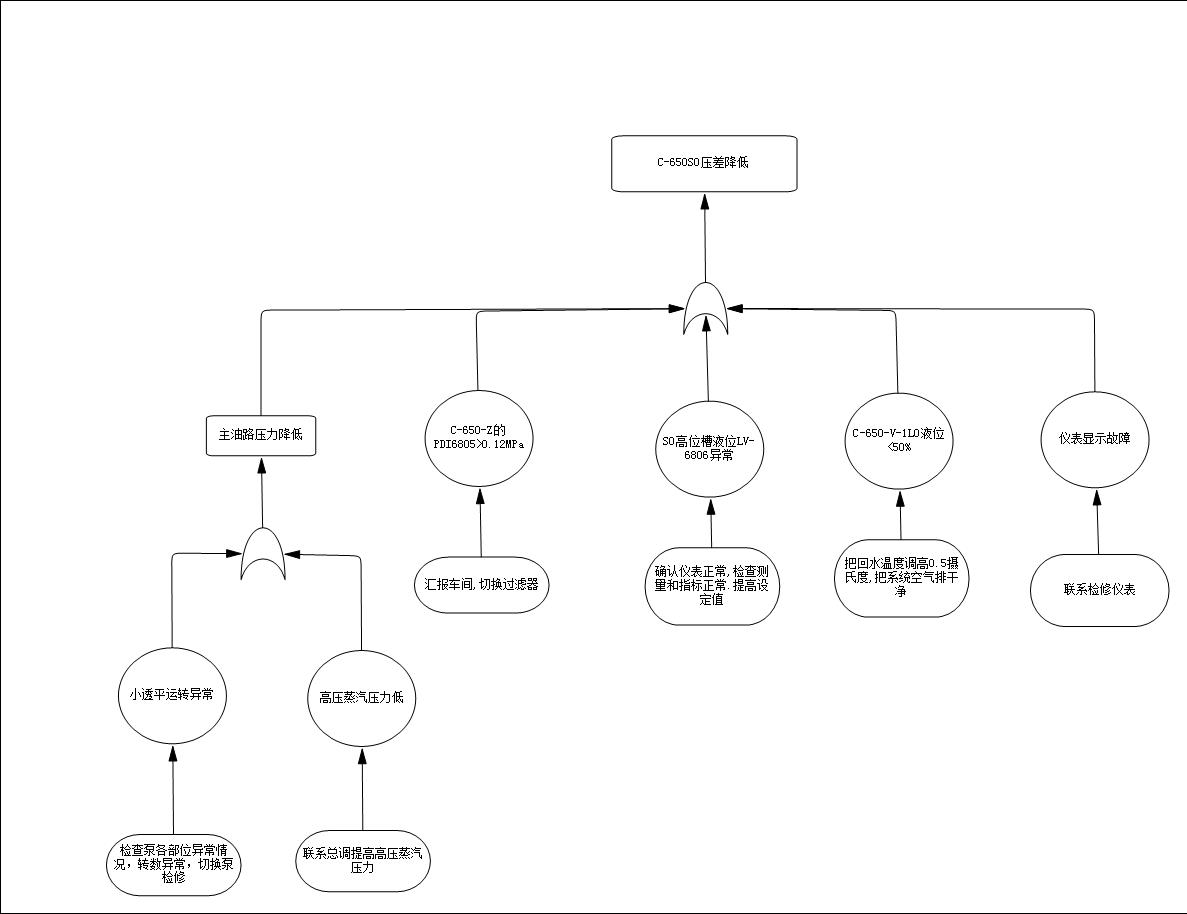 C-650SO压差降低
主油路压力降低
C-650-Z的
PDI6805>0.12MPa
SO高位槽液位LV-
6806异常
C-650-V-1LO液位
<50%
仪表显示故障
汇报车间,切换过滤器
确认仪表正常,检查测
量和指标正常.提高设
定值
把回水温度调高0.5摄
氏度,把系统空气排干
净
联系检修仪表
小透平运转异常
高压蒸汽压力低
检查泵各部位异常情
况，转数异常，切换泵
检修
联系总调提高高压蒸汽
压力